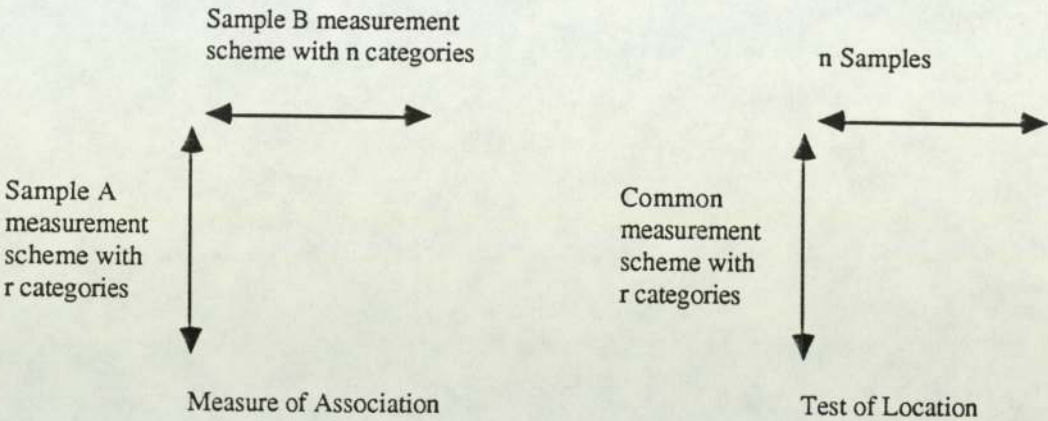 Sample B measurement
scheme with n categories
Sample A
measurement
scheme with
r categories
Measure of Association
n Samples
Common
measurement
scheme with
r categories
Test of Location